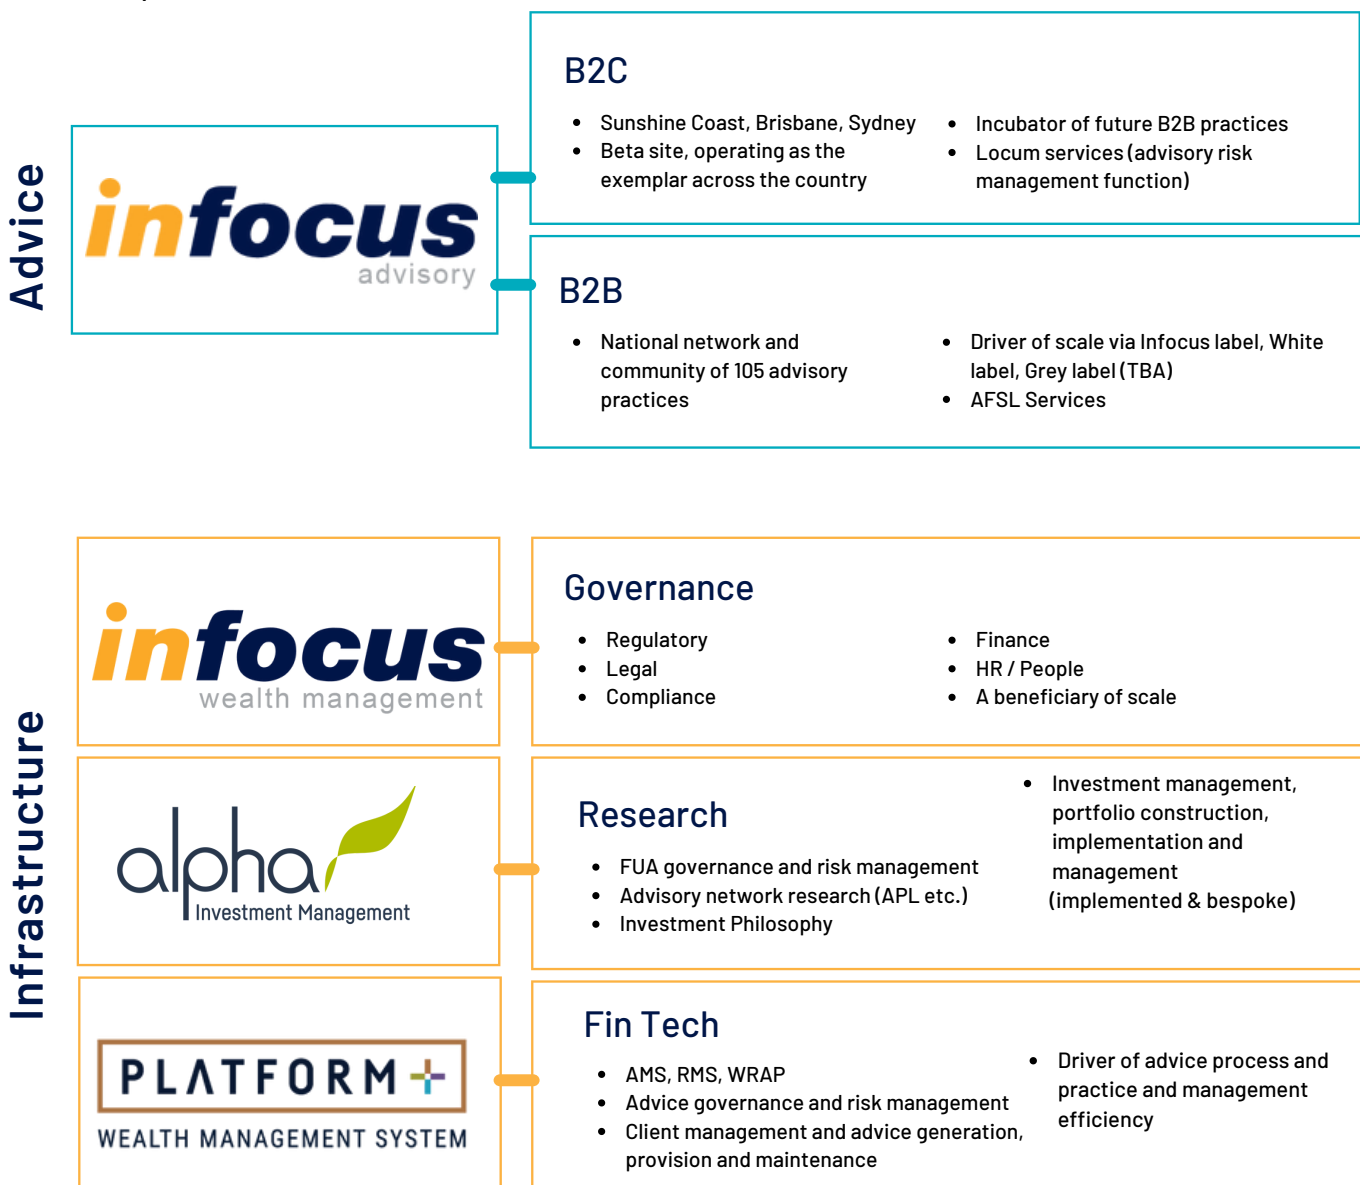 Advice
infocus
advisory
B2C
• Sunshine Coast, Brisbane, Sydney
• Beta site, operating as the
exemplar across the country
• Incubator of future B2B practices
• Locum services (advisory risk
management function)
B2B
• National network and
community of 105 advisory
practices
• Driver of scale via Infocus label, White
label, Grey label (TBA)
• AFSL Services
Infrastructure
infocus
wealth management
Governance
• Regulatory
• Legal
• Compliance
• Finance
• HR / People
• A beneficiary of scale
alpha
Investment Management
Research
• FUA governance and risk management
• Advisory network research (APL etc.)
• Investment Philosophy
• Investment management,
portfolio construction,
implementation and
management
(implemented & bespoke)
PLATFORM+
WEALTH MANAGEMENT SYSTEM
Fin Tech
• AMS, RMS, WRAP
• Advice governance and risk management
• Client management and advice generation,
provision and maintenance
• Driver of advice process and
practice and management
efficiency